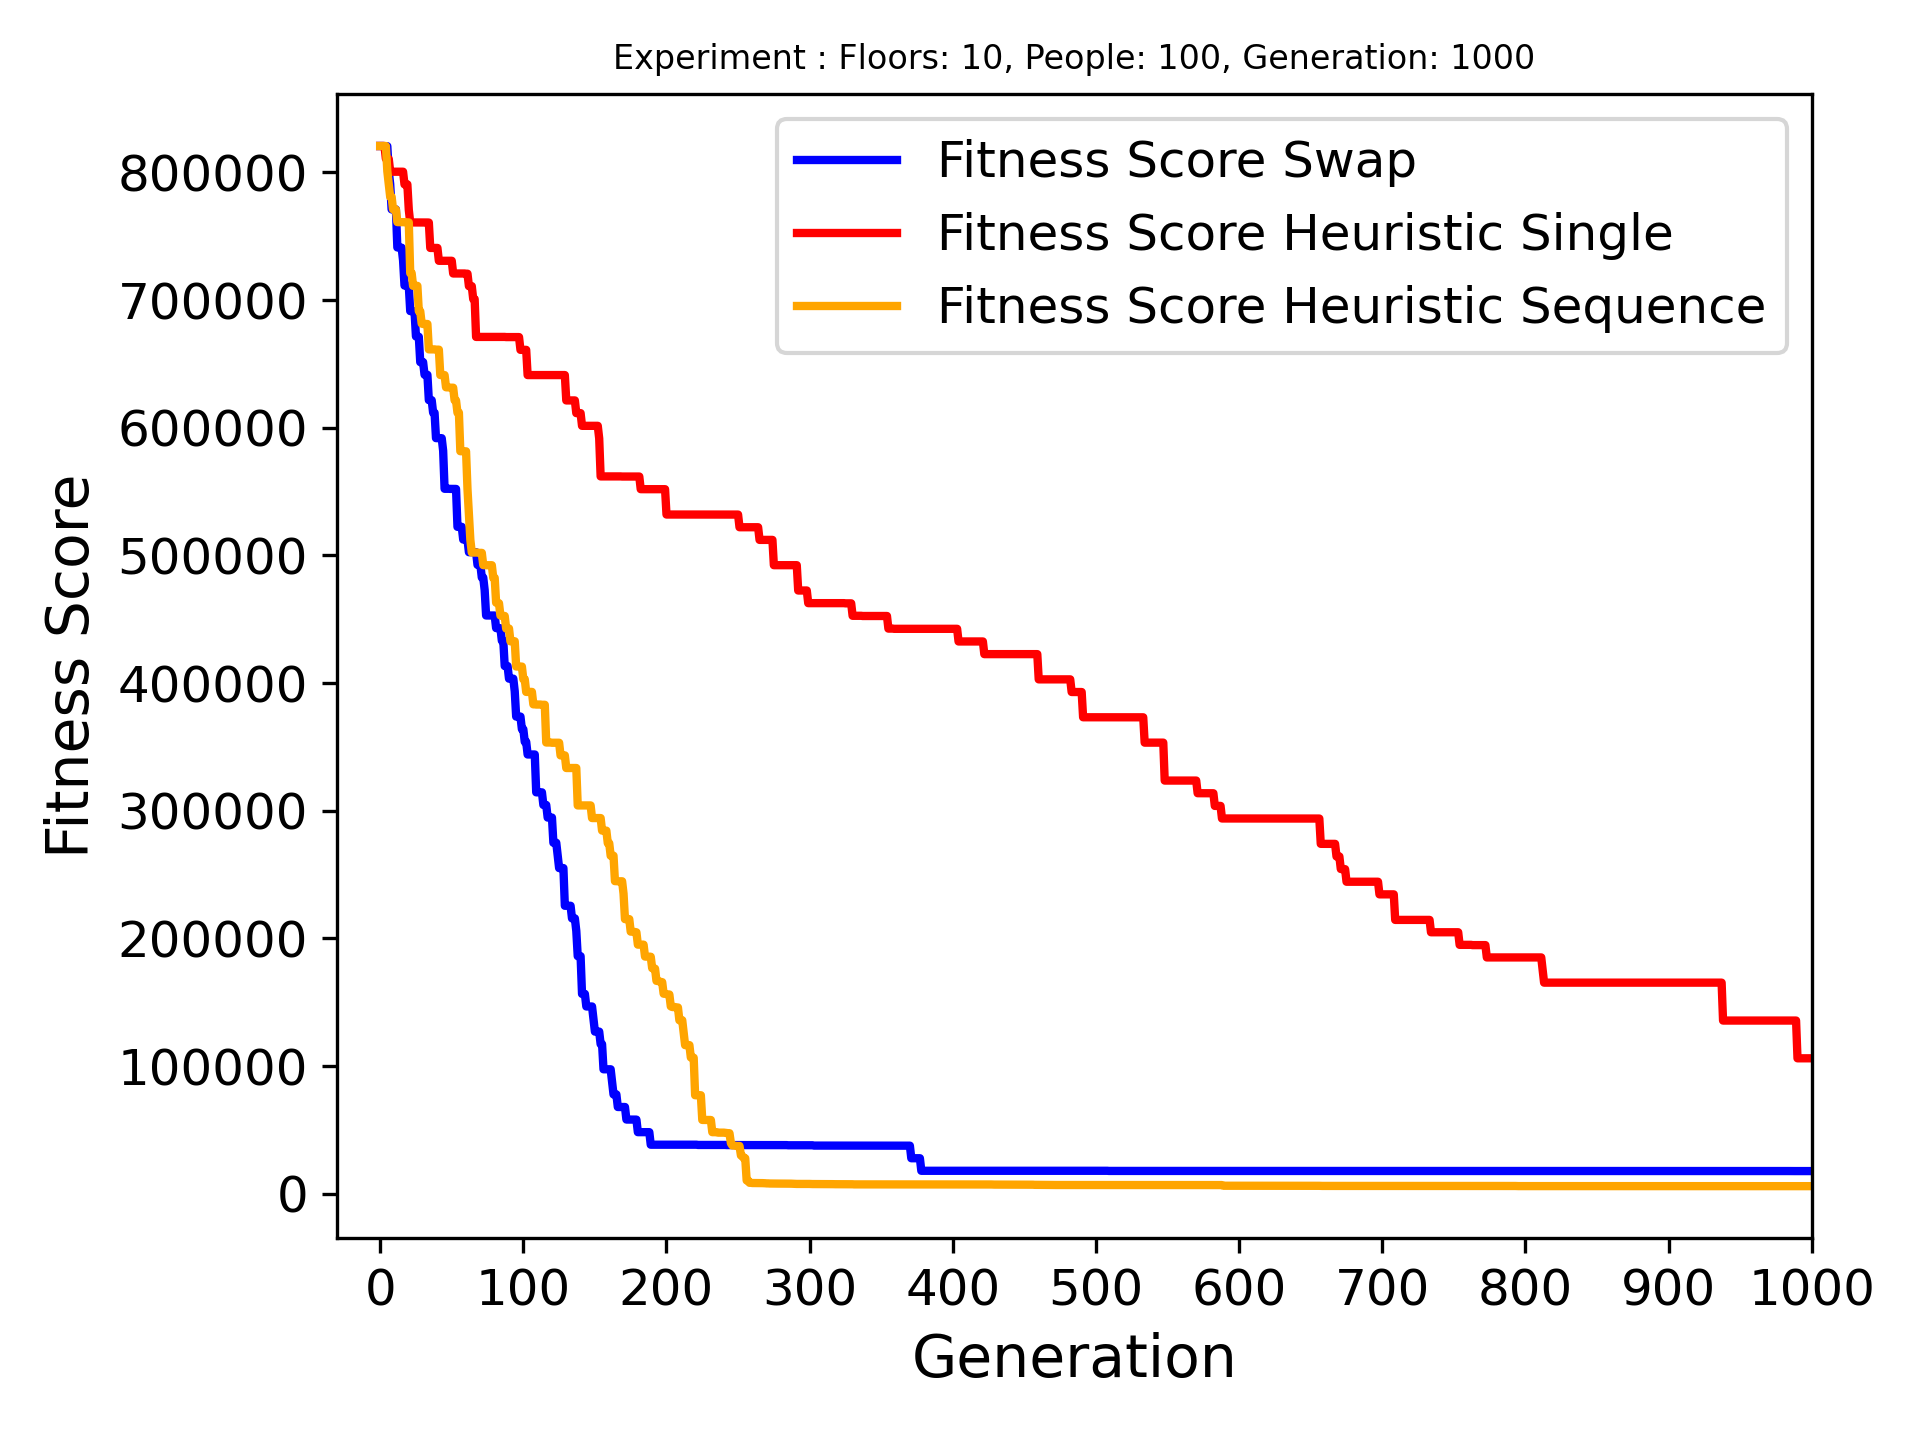 Experiment : Floors: 10, People: 100, Generation: 1000
Fitness Score Swap
Fitness Score Heuristic Single
Fitness Score Heuristic Sequence
Fitness Score
800000
700000
600000
500000
400000
300000
200000
100000
0
0 100 200 300 400 500 600 700 800 900 1000
Generation